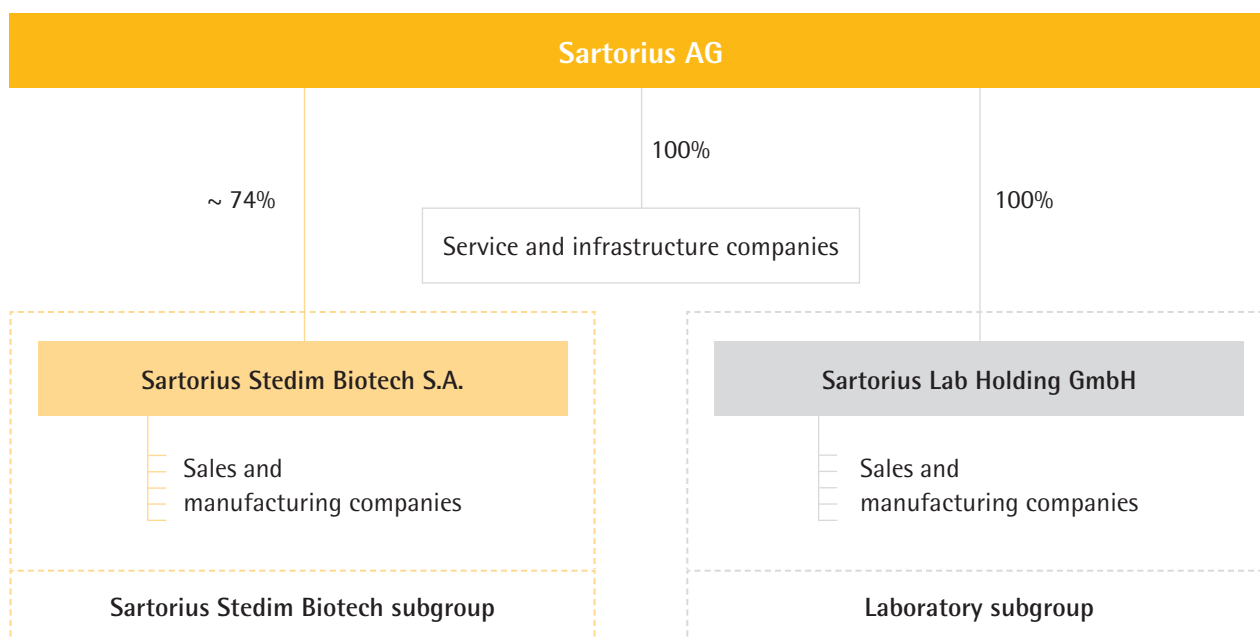 Sartorius AG
100%
~ 74%
100%
Service and infrastructure companies
Sartorius Stedim Biotech S.A.
Sartorius Lab Holding GmbH
Sales and
manufacturing companies
Sales and
manufacturing companies
Sartorius Stedim Biotech subgroup
Laboratory subgroup